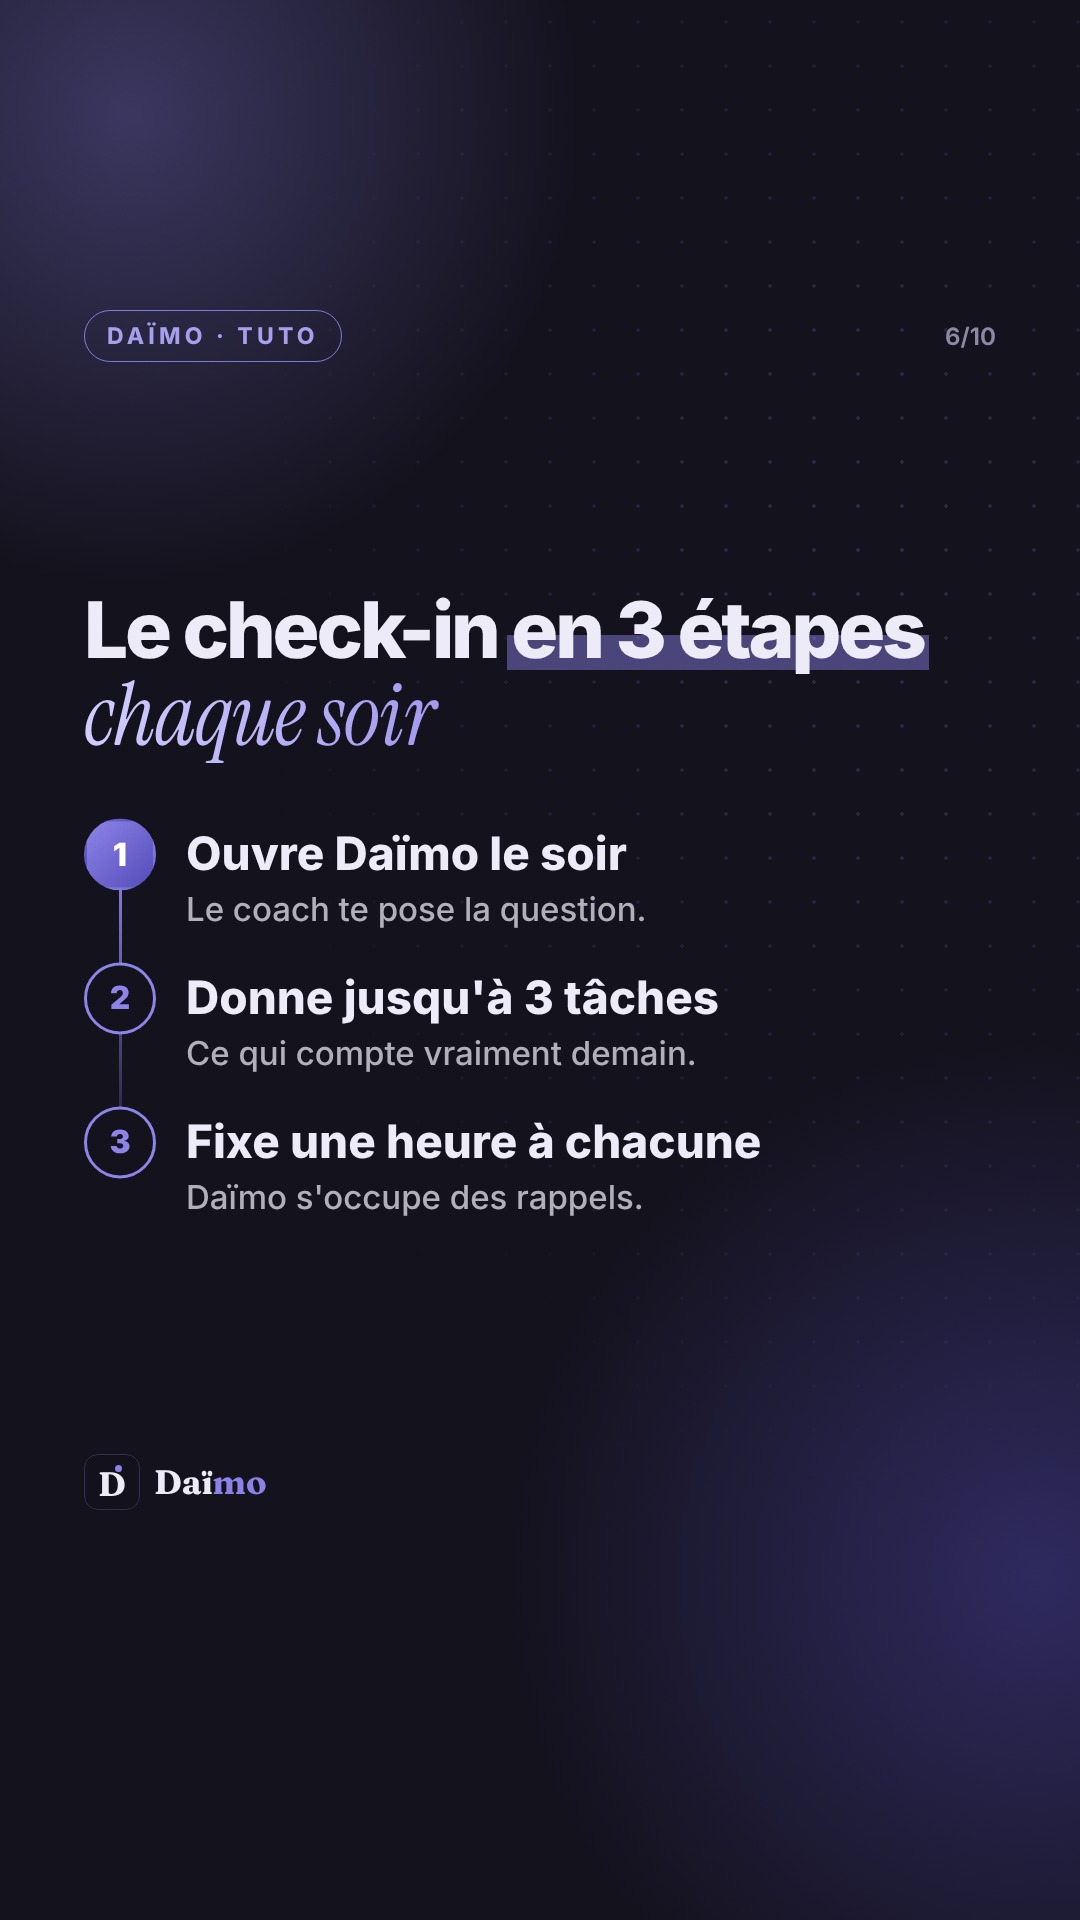 DAÏMO · TUTO
6/10
Le check-in en 3 étapes
chaque soir
1
Ouvre Daïmo le soir
Le coach te pose la question.
2
Donne jusqu'à 3 tâches
Ce qui compte vraiment demain.
3
Fixe une heure à chacune
Daïmo s'occupe des rappels.
D Daïmo